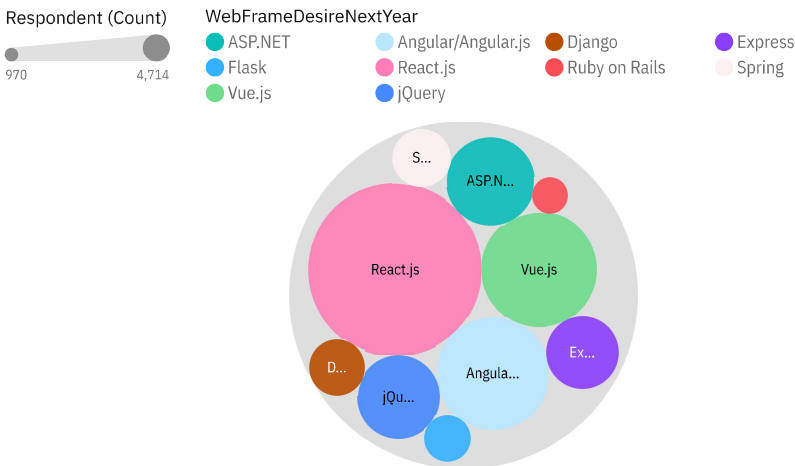 Respondent (Count)
970
4,714
WebFrameDesireNextYear
ASP.NET
Angular/Angular.js
Django
Express
Flask
React.js
Ruby on Rails
Spring
Vue.js
jQuery
S...
ASP.N...
React.js
Vue.js
Ex...
D...
Angula...
jQu...